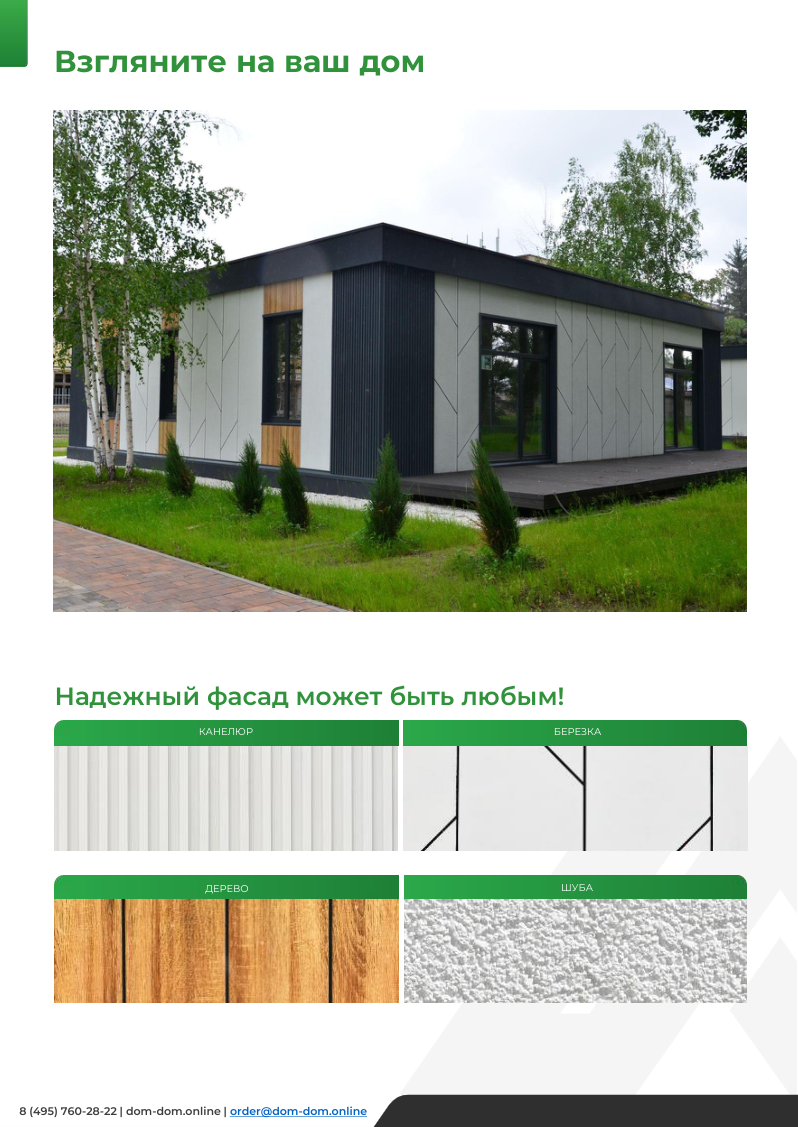 Взгляните на ваш дом
Надежный фасад может быть любым!
КАНЕЛЮР
БЕРЕЗКА
ДЕРЕВО
ШУБА
8 (495) 760-28-22 | dom-dom.online | order@dom-dom.online